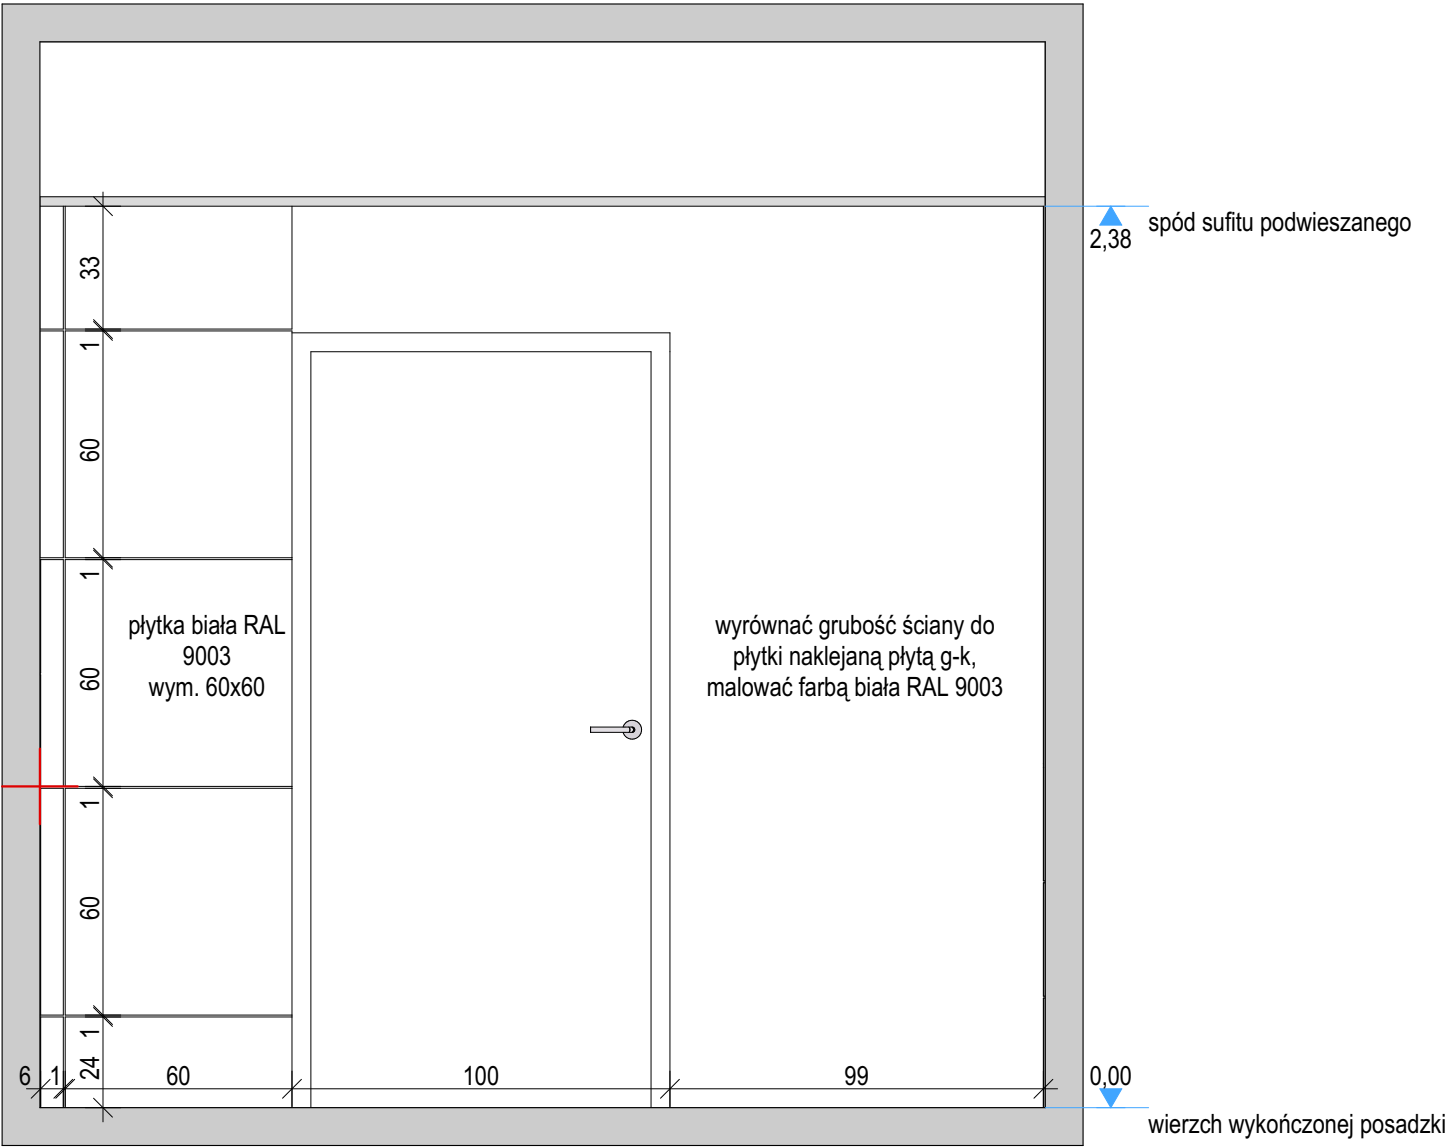 spód sufitu podwieszanego
2,38
33
1
60
1
płytka biała RAL
9003
wym. 60x60
wyrównać grubość ściany do
płytki naklejaną płytą g-k,
malować farbą biała RAL 9003
60
1
60
1
24
6
1
60
100
99
0,00
wierzch wykończonej posadzki